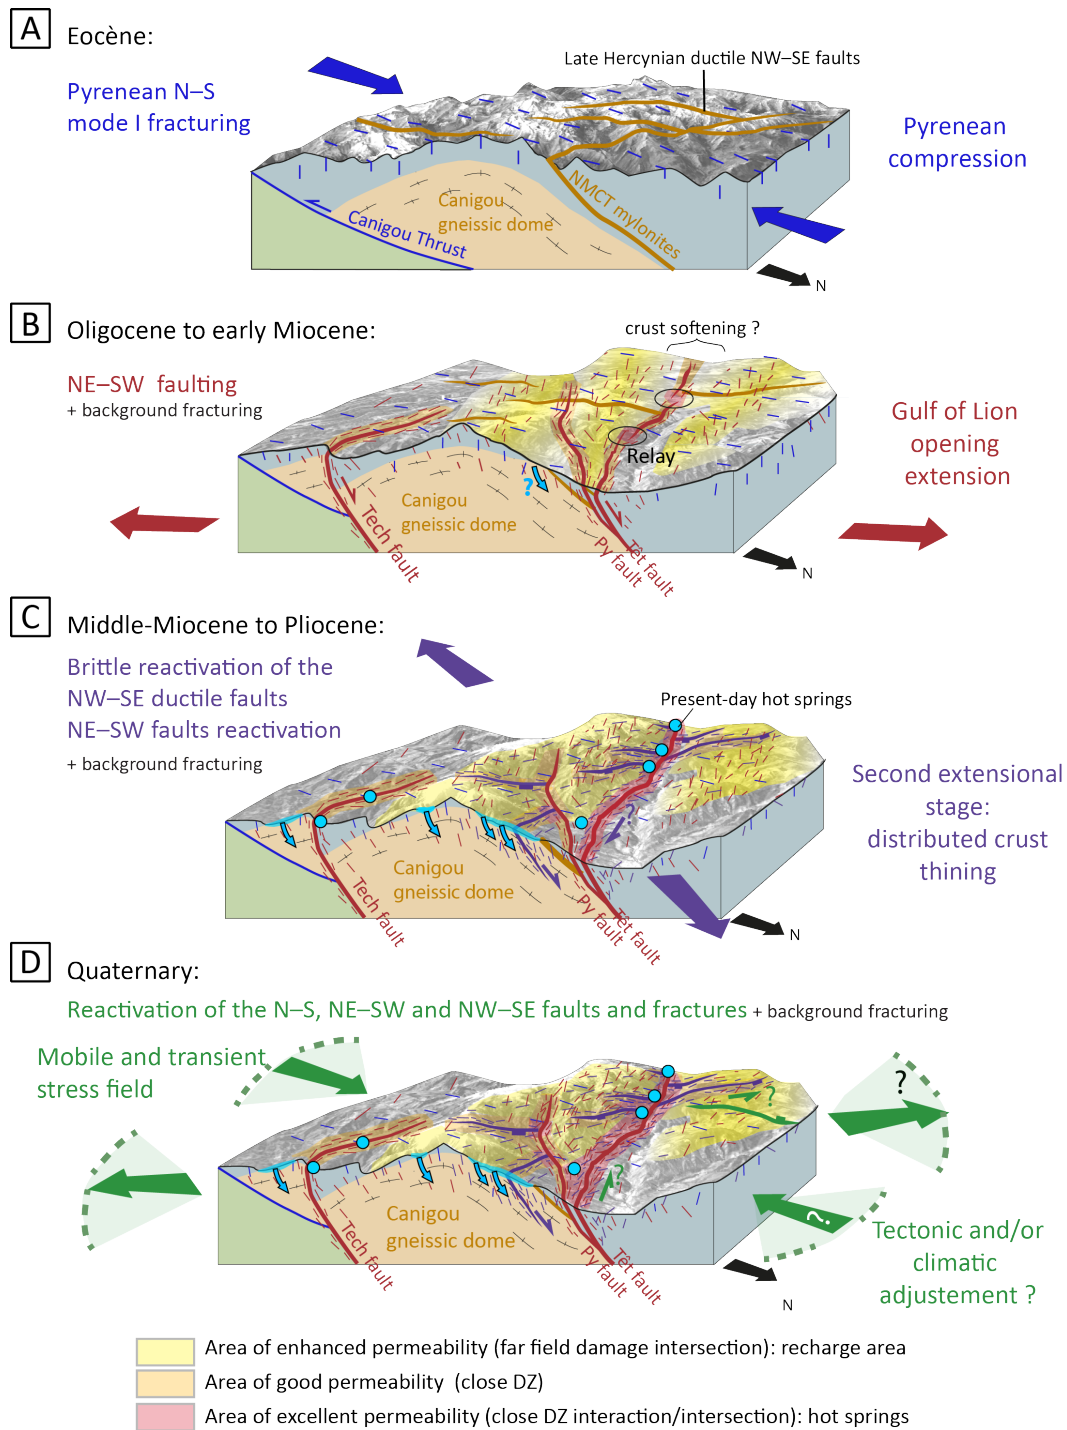 A
Eocène:
Pyrenean N–S
mode I fracturing
Late Hercynian ductile NW–SE faults
Pyrenean
compression
Canigou
gneissic dome
NMCT mylonites
Canigou Thrust
N
B
Oligocene to early Miocene:
crust softening ?
NE–SW faulting
+ background fracturing
Gulf of Lion
opening
extension
Relay
?
Canigou
gneissic dome
Tech fault
Py fault
Têt fault
N
C
Middle-Miocene to Pliocene:
Brittle reactivation of the
NW–SE ductile faults
NE–SW faults reactivation
+ background fracturing
Present-day hot springs
Second extensional
stage:
distributed crust
thining
?
Canigou
gneissic dome
Tech fault
Py fault
Têt fault
N
D
Quaternary:
Reactivation of the N–S, NE–SW and NW–SE faults and fractures + background fracturing
Mobile and transient
stress field
?
?
?
?
Canigou
gneissic dome
Tech fault
Py fault
Têt fault
N
Tectonic and/or
climatic
adjustement ?
Area of enhanced permeability (far field damage intersection): recharge area
Area of good permeability (close DZ)
Area of excellent permeability (close DZ interaction/intersection): hot springs